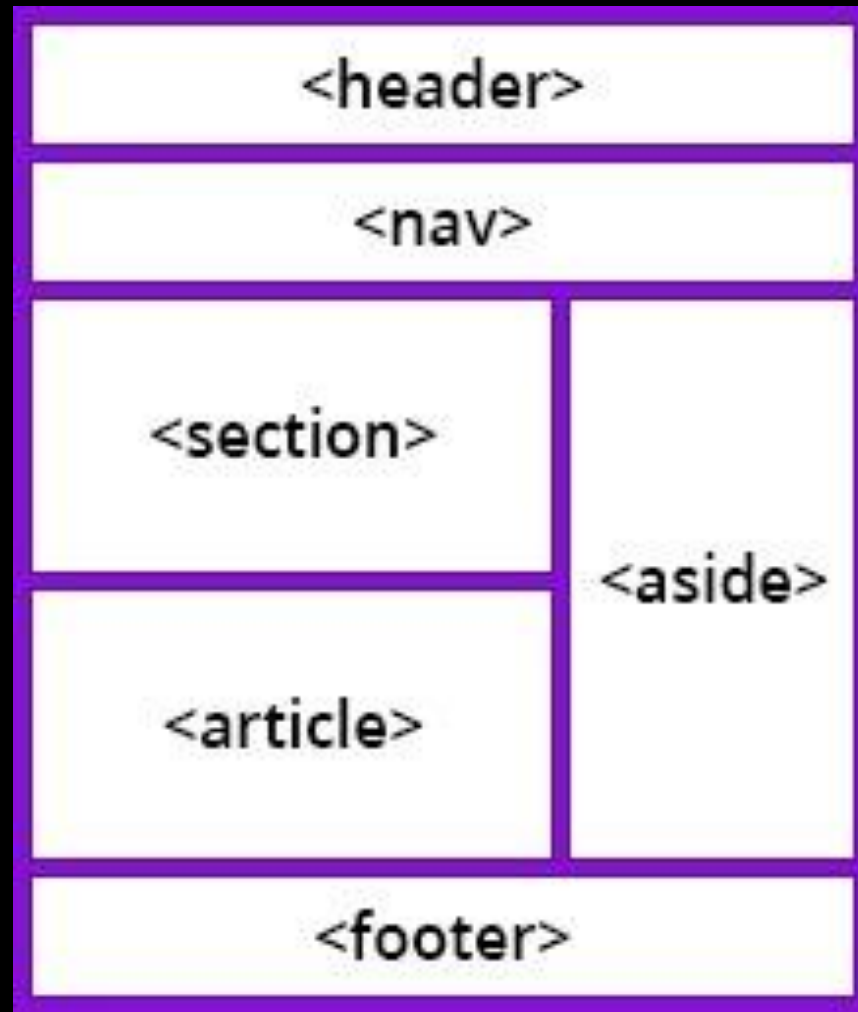 <header>
<nav>
<section>
<aside>
<article>
<footer>